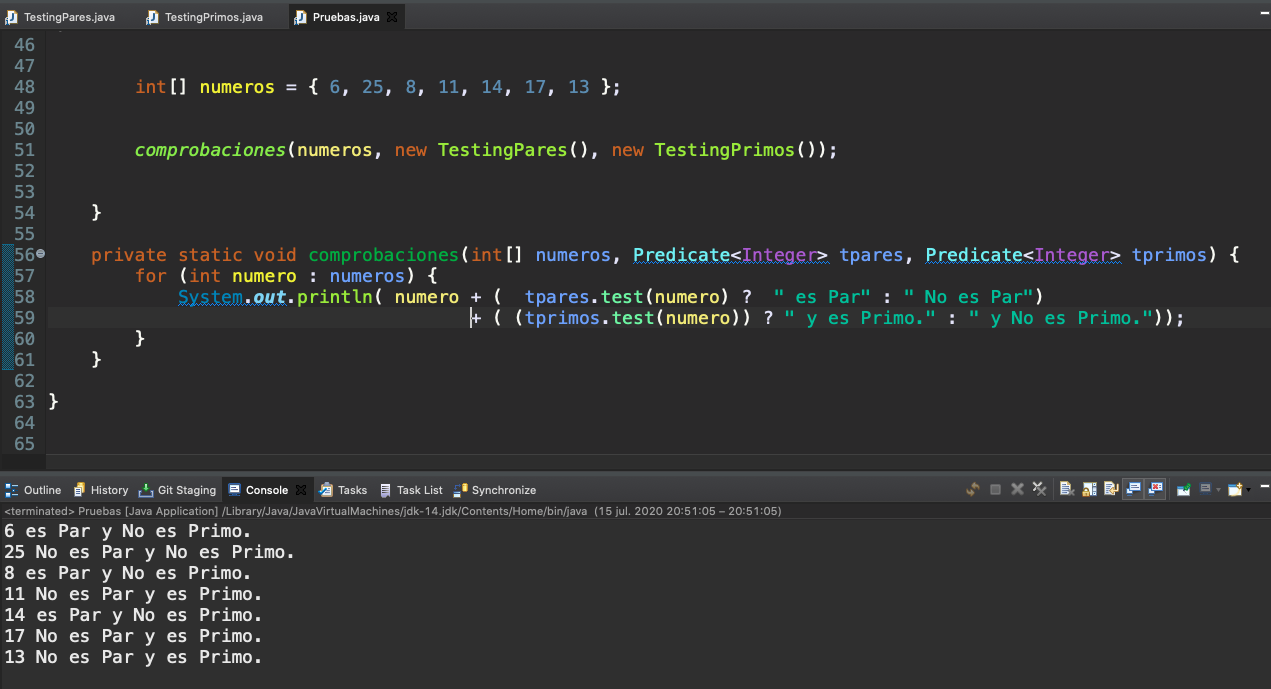 TestingPares.java TestingPrimos.java Pruebas.java
46
47
48 int[] numeros = { 6, 25, 8, 11, 14, 17, 13 };
49
50
51 comprobaciones(numeros, new TestingPares(), new TestingPrimos());
52
53
54 }
55
56 private static void comprobaciones(int[] numeros, Predicate<Integer> tpares, Predicate<Integer> tprimos) {
57 for (int numero : numeros) {
58 System.out.println( numero + (  tpares.test(numero) ?  " es Par" : " No es Par")
59 + ( (tprimos.test(numero)) ? " y es Primo." : " y No es Primo."));
60 }
61 }
62
63 }
64
65
Outline History Git Staging Console Tasks Task List Synchronize
<terminated> Pruebas [Java Application] /Library/Java/JavaVirtualMachines/jdk-14.jdk/Contents/Home/bin/java (15 jul. 2020 20:51:05 – 20:51:05)
6 es Par y No es Primo.
25 No es Par y No es Primo.
8 es Par y No es Primo.
11 No es Par y es Primo.
14 es Par y No es Primo.
17 No es Par y es Primo.
13 No es Par y es Primo.